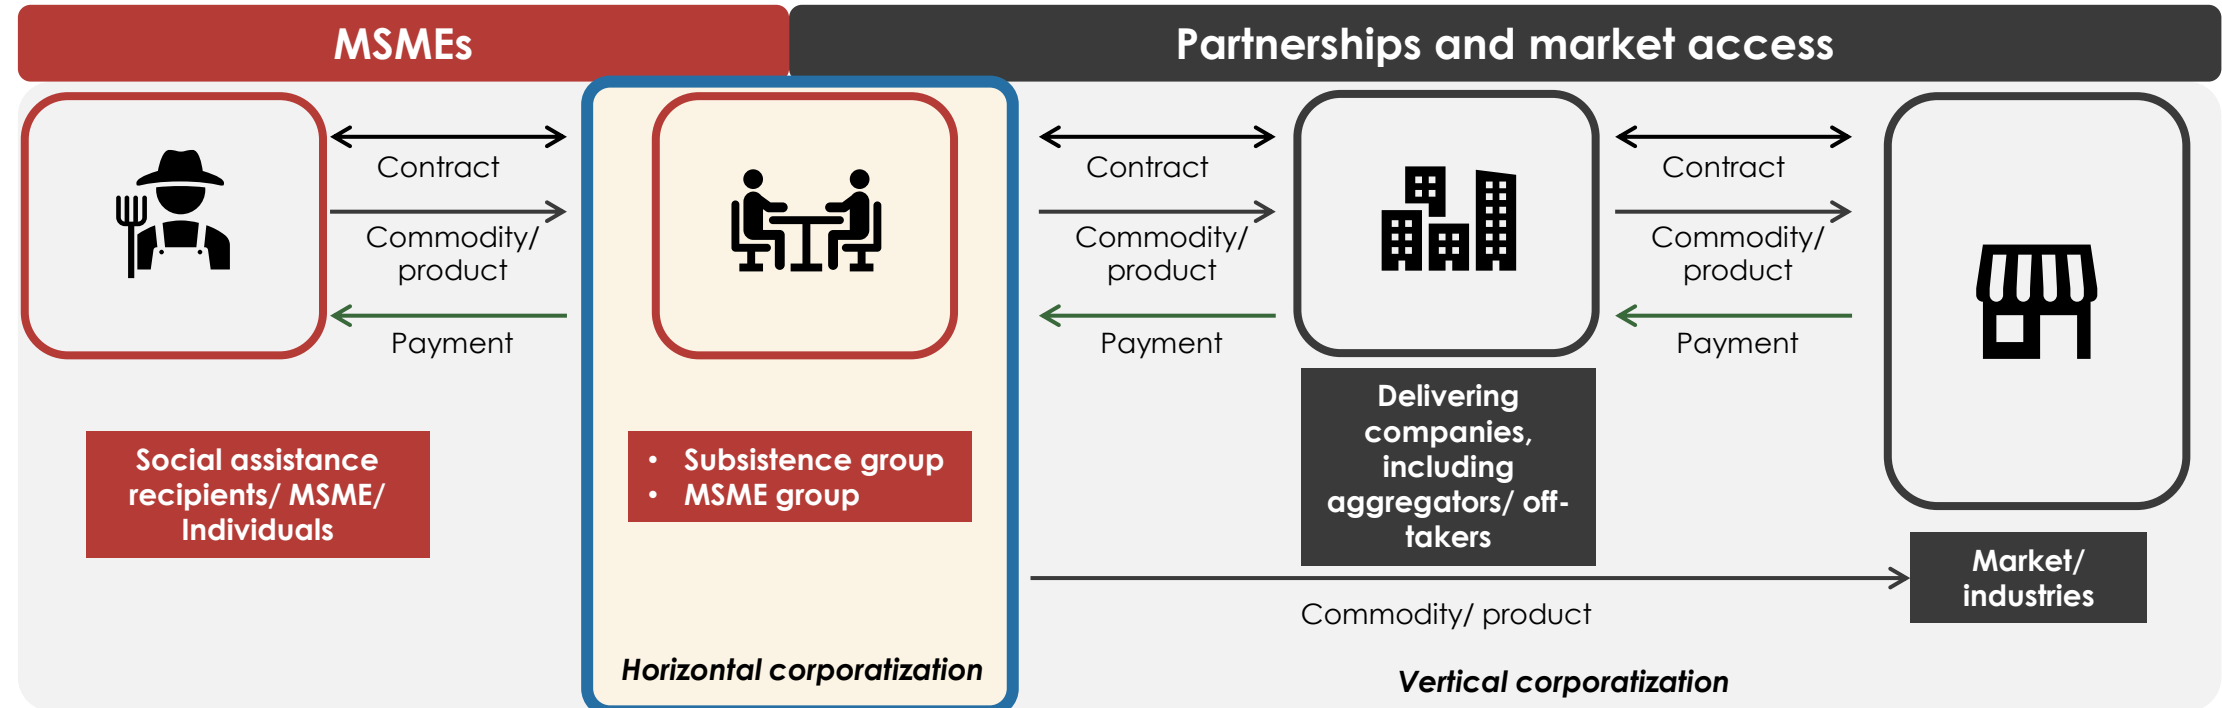 MSMEs
Partnerships and market access
Contract
Commodity/
product
Payment
Contract
Commodity/
product
Payment
Contract
Commodity/
product
Payment
Social assistance
recipients/ MSME/
Individuals
• Subsistence group
• MSME group
Delivering
companies,
including
aggregators/ off-
takers
Market/
industries
Commodity/ product
Horizontal corporatization
Vertical corporatization